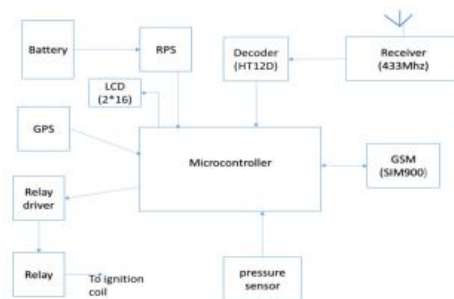 Battery
RPS
Decoder
(HT12D)
Receiver
(433Mhz)
LCD
(2*16)
GPS
Microcontroller
GSM
(SIM900)
Relay
driver
Relay
To ignition
coil
pressure
sensor